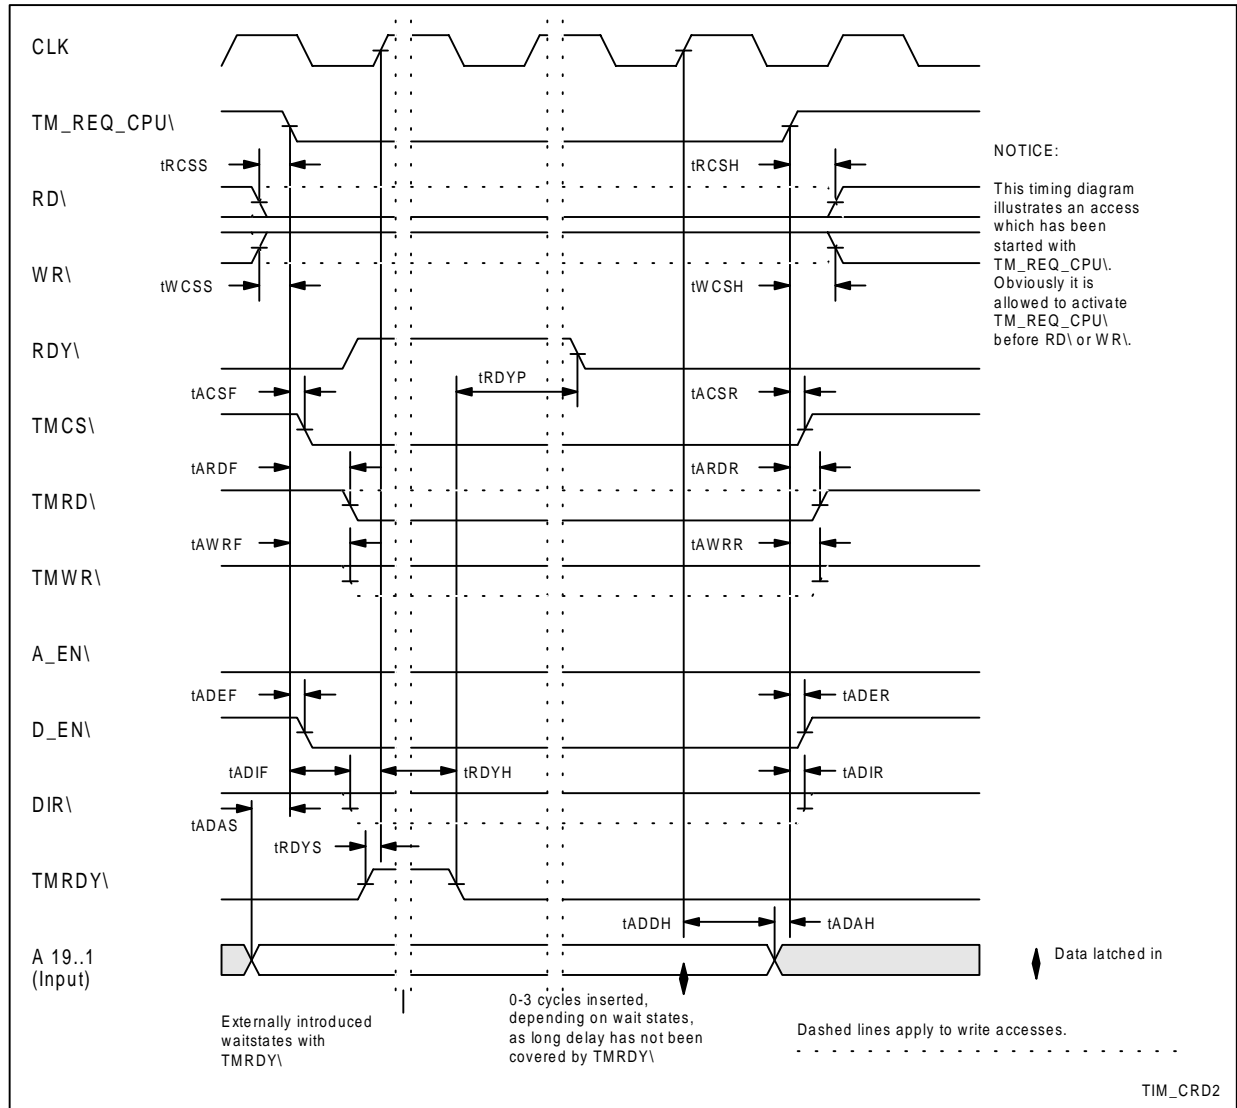 CLK
TM_REQ_CPU\
tRCSS
tRCSH
NOTICE:
RD\
This timing diagram
illustrates an access
which has been
started with
TM_REQ_CPU\.
Obviously it is
allowed to activate
TM_REQ_CPU\
before RD\ or WR\.
WR\
tWCSS
tWCSH
RDY\
tRDYP
tACSF
tACSR
TMCS\
tARDF
tARDR
TMRD\
tAWRF
tAWRR
TMWR\
A_EN\
tADEF
tADER
D_EN\
tADIF
tRDYH
tADIR
DIR\
tADAS
tRDYS
TMRDY\
tADDH
tADAH
A 19..1
(Input)
Data latched in
Externally introduced
waitstates with
TMRDY\
0-3 cycles inserted,
depending on wait states,
as long delay has not been
covered by TMRDY\
Dashed lines apply to write accesses.
TIM_CRD2